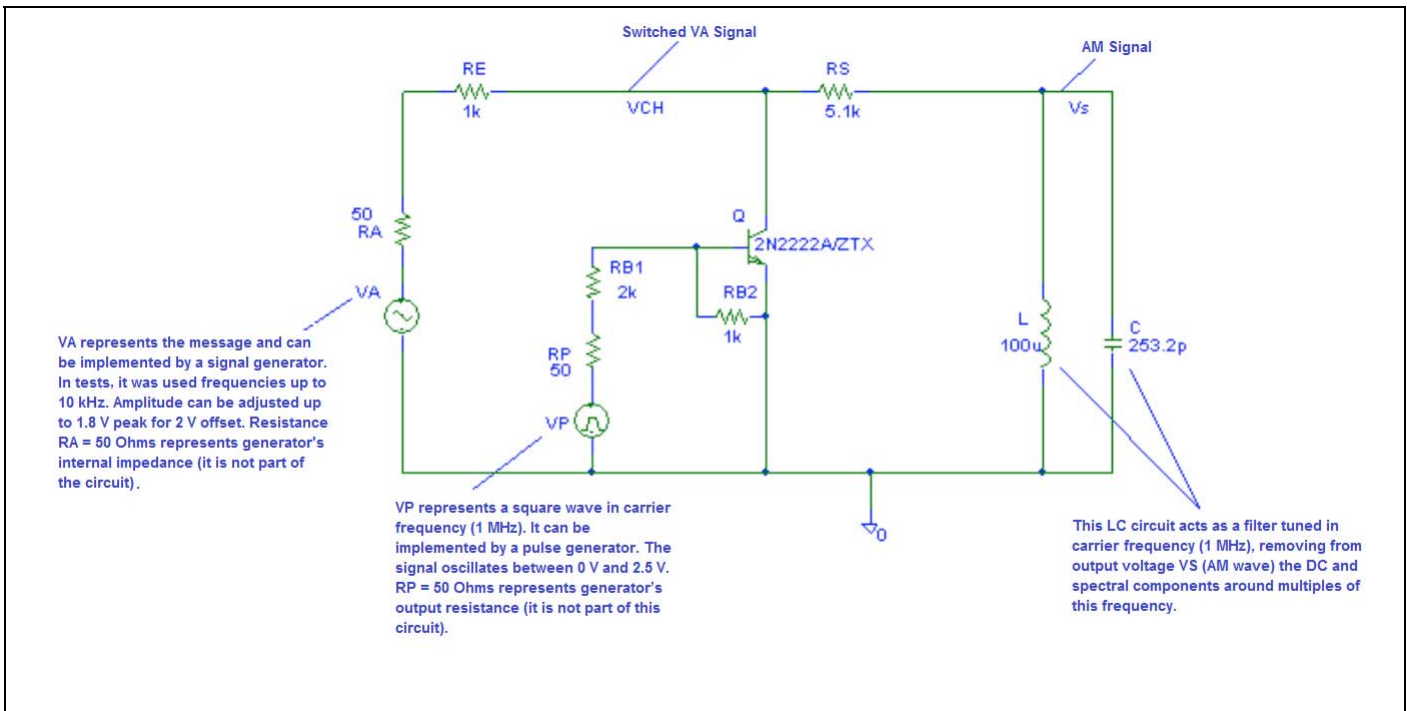 Switched VA Signal
AM Signal
RE
1k
VCH
RS
5.1k
Vs
50
RA
VA
Q
2N2222A/ZTX
RB1
2k
RB2
1k
RP
50
VP
L
100u
C
253.2p
0
VA represents the message and can
be implemented by a signal generator.
In tests, it was used frequencies up to
10 kHz. Amplitude can be adjusted up
to 1.8 V peak for 2 V offset. Resistance
RA = 50 Ohms represents generator's
internal impedance (it is not part of
the circuit).
VP represents a square wave in carrier
frequency (1 MHz). It can be
implemented by a pulse generator. The
signal oscillates between 0 V and 2.5 V.
RP = 50 Ohms represents generator's
output resistance (it is not part of this
circuit).
This LC circuit acts as a filter tuned in
carrier frequency (1 MHz), removing from
output voltage VS (AM wave) the DC and
spectral components around multiples of
this frequency.